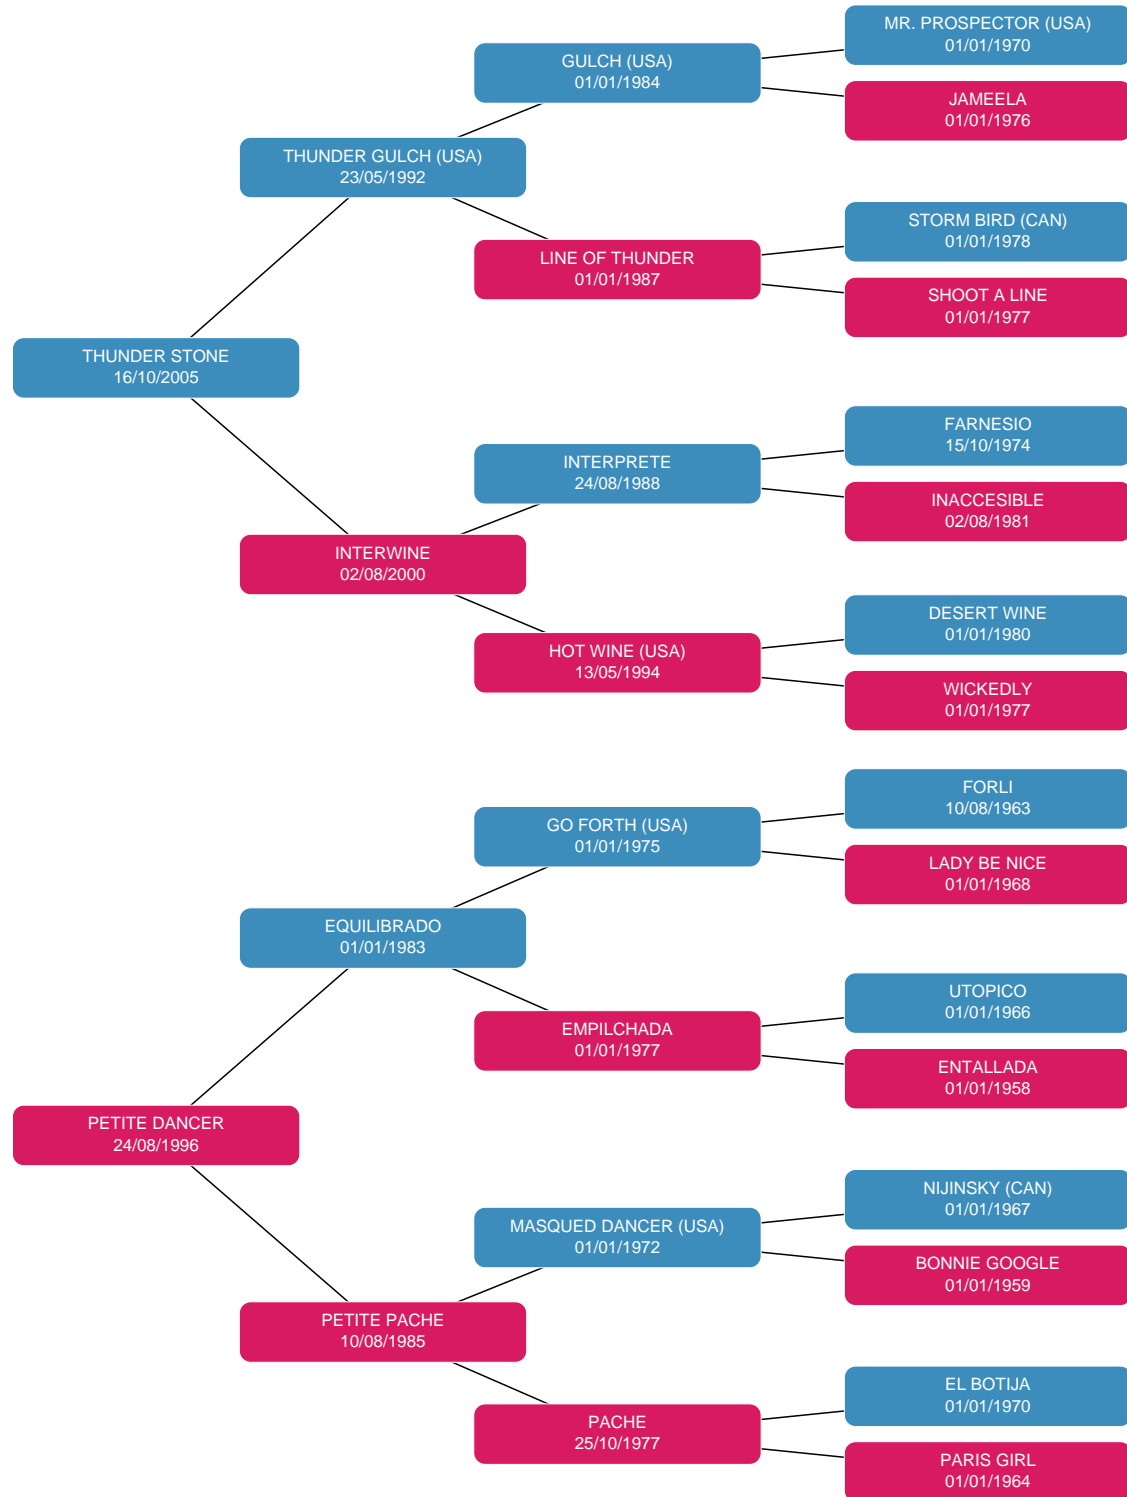 MR. PROSPECTOR (USA)
01/01/1970
GULCH (USA)
01/01/1984
JAMEELA
01/01/1976
THUNDER GULCH (USA)
23/05/1992
STORM BIRD (CAN)
01/01/1978
LINE OF THUNDER
01/01/1987
SHOOT A LINE
01/01/1977
THUNDER STONE
16/10/2005
FARNESIO
15/10/1974
INTERPRETE
24/08/1988
INACCESIBLE
02/08/1981
INTERWINE
02/08/2000
DESERT WINE
01/01/1980
HOT WINE (USA)
13/05/1994
WICKEDLY
01/01/1977
FORLI
10/08/1963
GO FORTH (USA)
01/01/1975
LADY BE NICE
01/01/1968
EQUILIBRADO
01/01/1983
UTOPICO
01/01/1966
EMPILCHADA
01/01/1977
ENTALLADA
01/01/1958
PETITE DANCER
24/08/1996
NIJINSKY (CAN)
01/01/1967
MASQUED DANCER (USA)
01/01/1972
BONNIE GOOGLE
01/01/1959
PETITE PACHE
10/08/1985
EL BOTIJA
01/01/1970
PACHE
25/10/1977
PARIS GIRL
01/01/1964